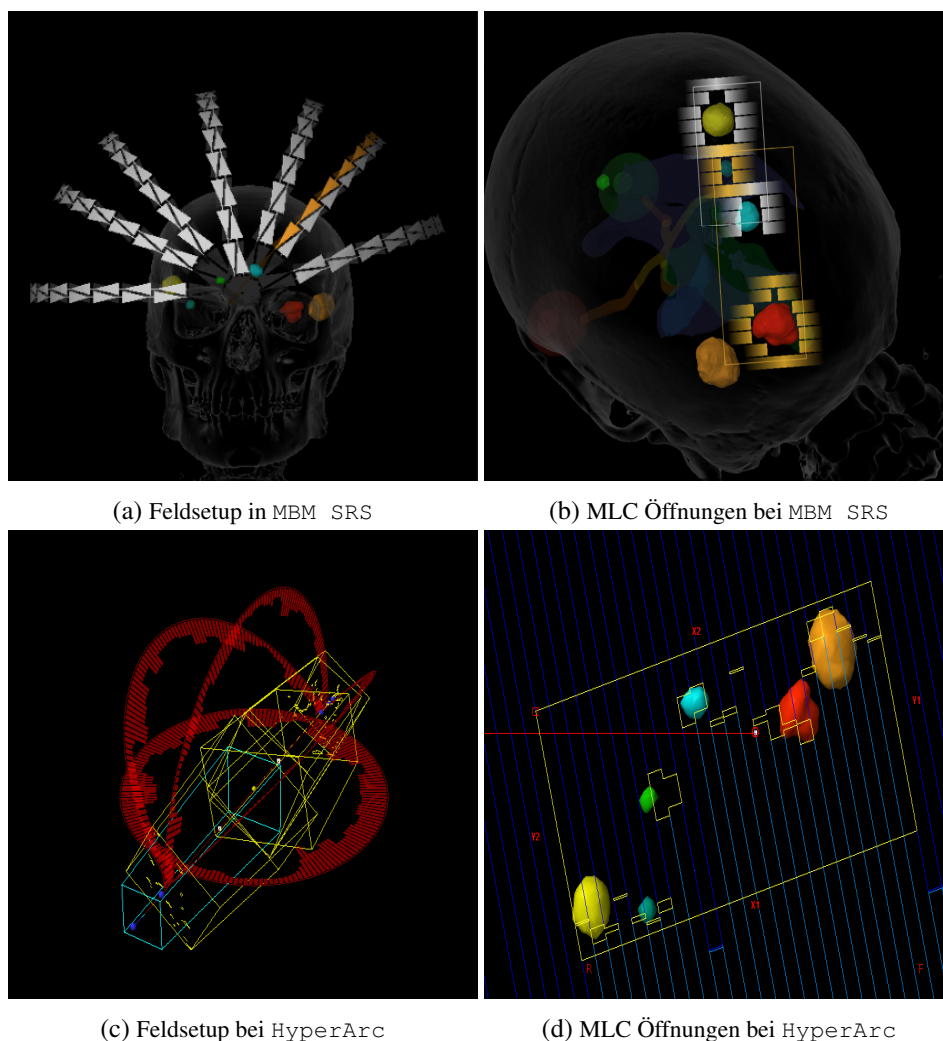 (a) Feldsetup in MBM SRS
(b) MLC Öffnungen bei MBM SRS
X2
Y1
Y2
X1
R
F
(c) Feldsetup bei HyperArc
(d) MLC Öffnungen bei HyperArc